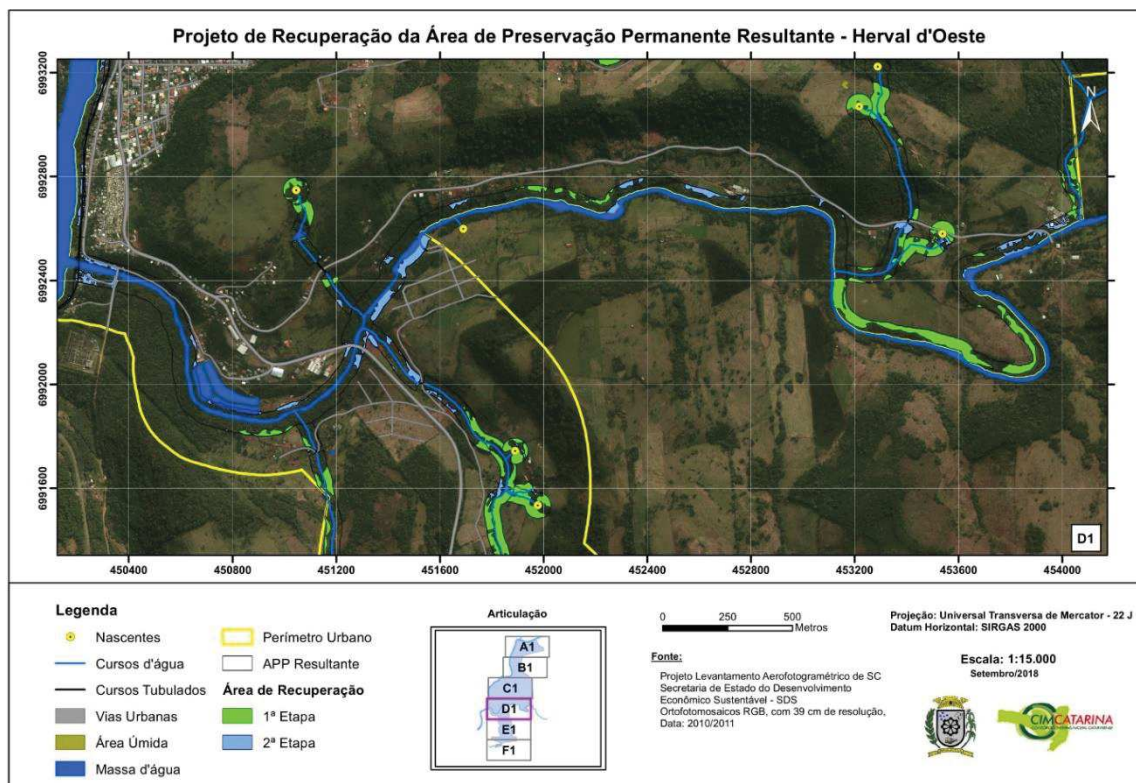 Projeto de Recuperação da Área de Preservação Permanente Resultante - Herval d'Oeste
6993200
6992800
6992400
6992000
6991600
N
D1
450400
450800
451200
451600
452000
452400
452800
453200
453600
454000
Legenda
Nascentes
Cursos d'água
Cursos Tubulados
Vias Urbanas
Área Úmida
Massa d'água
Perímetro Urbano
APP Resultante
Área de Recuperação
1ª Etapa
2ª Etapa
Articulação
A1
B1
C1
D1
E1
F1
0 250 500
Metros
Fonte:
Projeto Levantamento Aerofotogramétrico de SC
Secretaria de Estado do Desenvolvimento
Econômico Sustentável - SDS
Ortofotomosaicos RGB, com 39 cm de resolução,
Data: 2010/2011
Projeção: Universal Transversa de Mercator - 22 J
Datum Horizontal: SIRGAS 2000
Escala: 1:15.000
Setembro/2018
CIMCATARINA